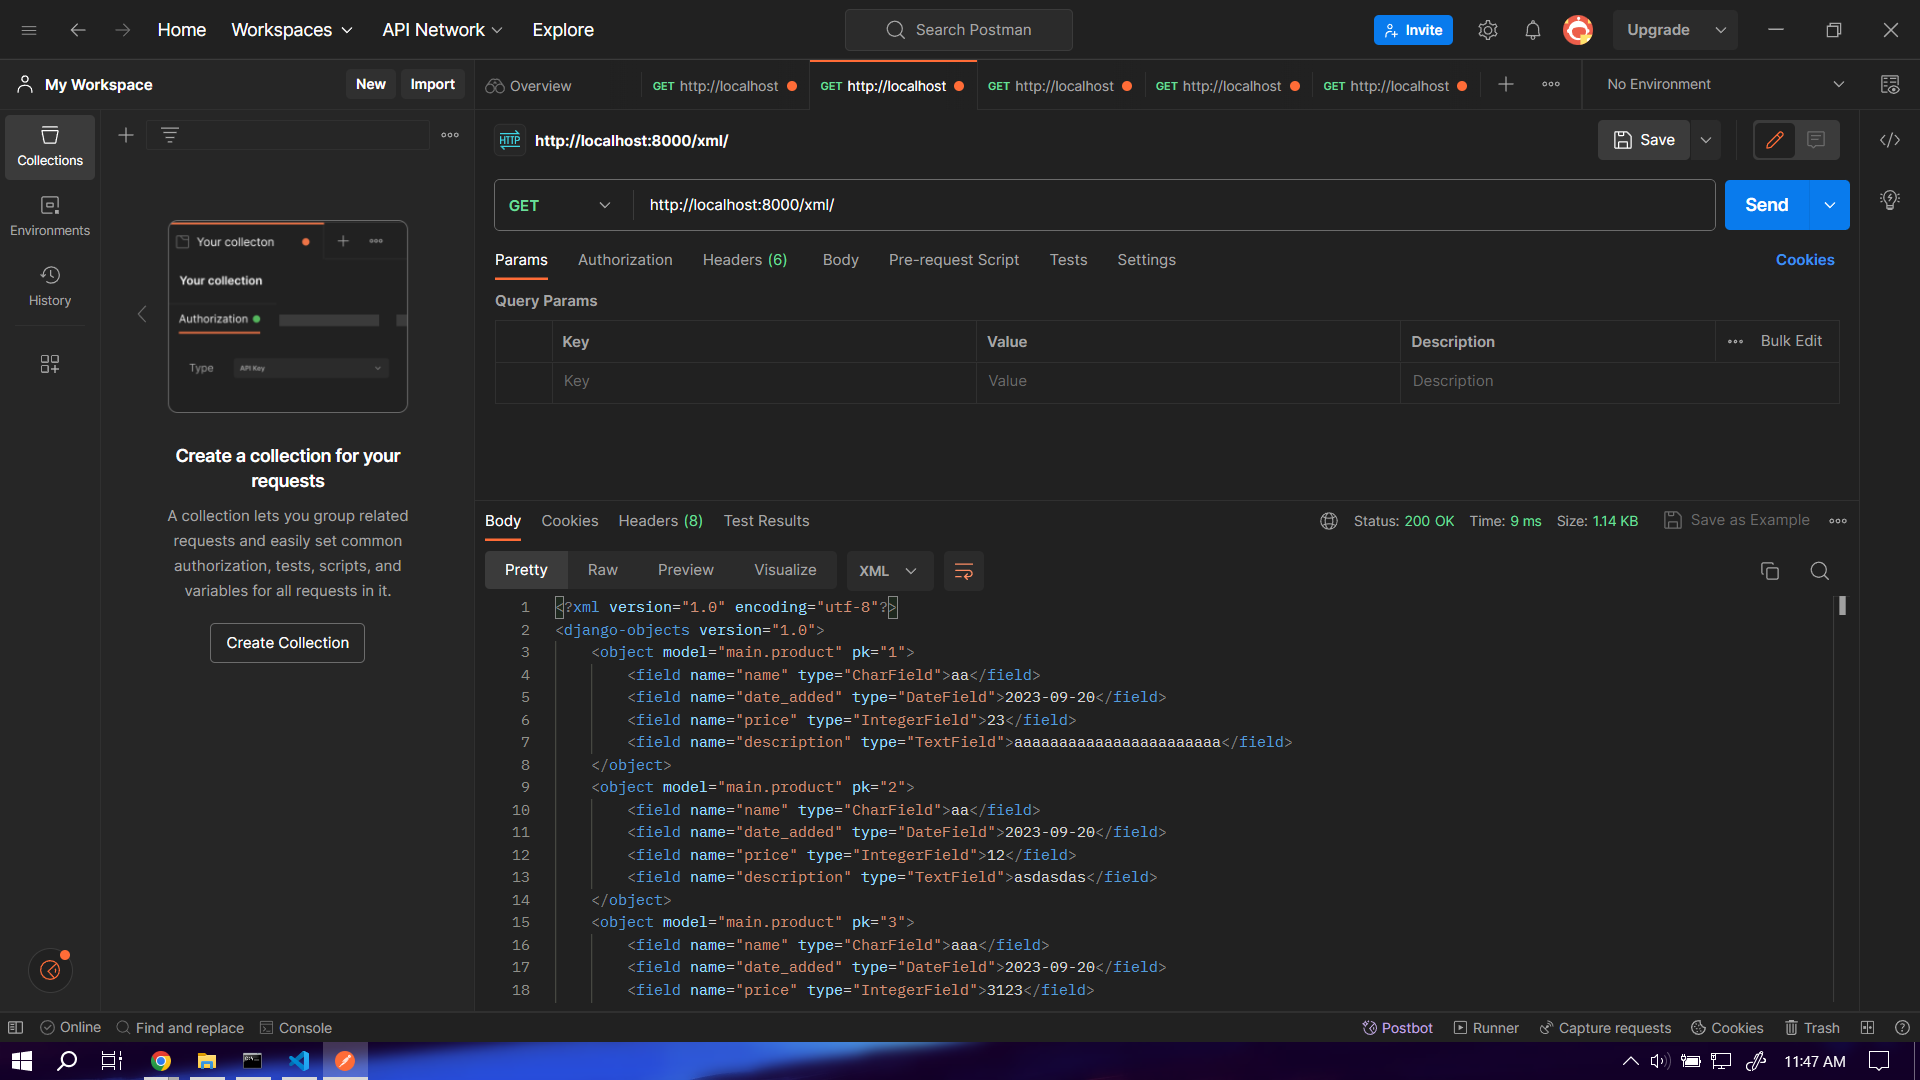 Home Workspaces API Network Explore Search Postman Invite Upgrade
My Workspace New Import Overview GET http://localhost GET http://localhost GET http://localhost GET http://localhost GET http://localhost No Environment
Collections
Environments
History
Your collecton
Your collection
Authorization
Type API Key
Create a collection for your
requests
A collection lets you group related
requests and easily set common
authorization, tests, scripts, and
variables for all requests in it.
Create Collection
HTTP http://localhost:8000/xml/ Save
GET http://localhost:8000/xml/ Send
Params Authorization Headers (6) Body Pre-request Script Tests Settings Cookies
Query Params
Key Value Description Bulk Edit
Key Value Description
Body Cookies Headers (8) Test Results Status: 200 OK Time: 9 ms Size: 1.14 KB Save as Example
Pretty Raw Preview Visualize XML
1 <?xml version="1.0" encoding="utf-8"?>
2 <django-objects version="1.0">
3 <object model="main.product" pk="1">
4 <field name="name" type="CharField">aa</field>
5 <field name="date_added" type="DateField">2023-09-20</field>
6 <field name="price" type="IntegerField">23</field>
7 <field name="description" type="TextField">aaaaaaaaaaaaaaaaaaaaaaa</field>
8 </object>
9 <object model="main.product" pk="2">
10 <field name="name" type="CharField">aa</field>
11 <field name="date_added" type="DateField">2023-09-20</field>
12 <field name="price" type="IntegerField">12</field>
13 <field name="description" type="TextField">asdasdas</field>
14 </object>
15 <object model="main.product" pk="3">
16 <field name="name" type="CharField">aaa</field>
17 <field name="date_added" type="DateField">2023-09-20</field>
18 <field name="price" type="IntegerField">3123</field>
Online Find and replace Console Postbot Runner Capture requests Cookies Trash
11:47 AM